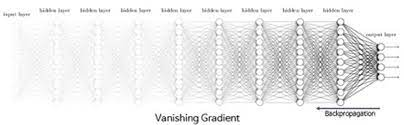 input layer hidden layer hidden layer hidden layer hidden layer hidden layer hidden layer hidden layer hidden layer
output layer
Backpropagation
Vanishing Gradient